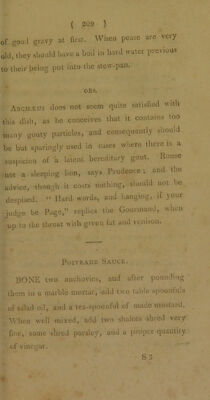 ( 209 )
of good gravy at first. When pease are very
old, they should have a boil in hard water previous
to their being put into the stew-pan.
OBS.
ARCHÆUS does not seem quite satisfied with
this dish, as he conceives that it contains too
many gouty particles, and consequently should
be but sparingly used in cases where there is a
suspicion of a latent hereditary gout. Rouse
not a sleeping lion, says Prudence; and the
advice, though it costs nothing, should not be
despised. “ Hard words, and hanging, if your
judge be Page,” replies the Gourmand, when
up to the throat with green fat and venison.
POIVRADE SAUCE.
BONE two anchovies, and after pounding
them in a marble mortar, add two table spoonfuls
of sallad oil, and a tea-spoonful of made mustard.
When well mixed, add two shalots shred very
fine, some shred parsley, and a proper quantity
of vinegar.
S 3